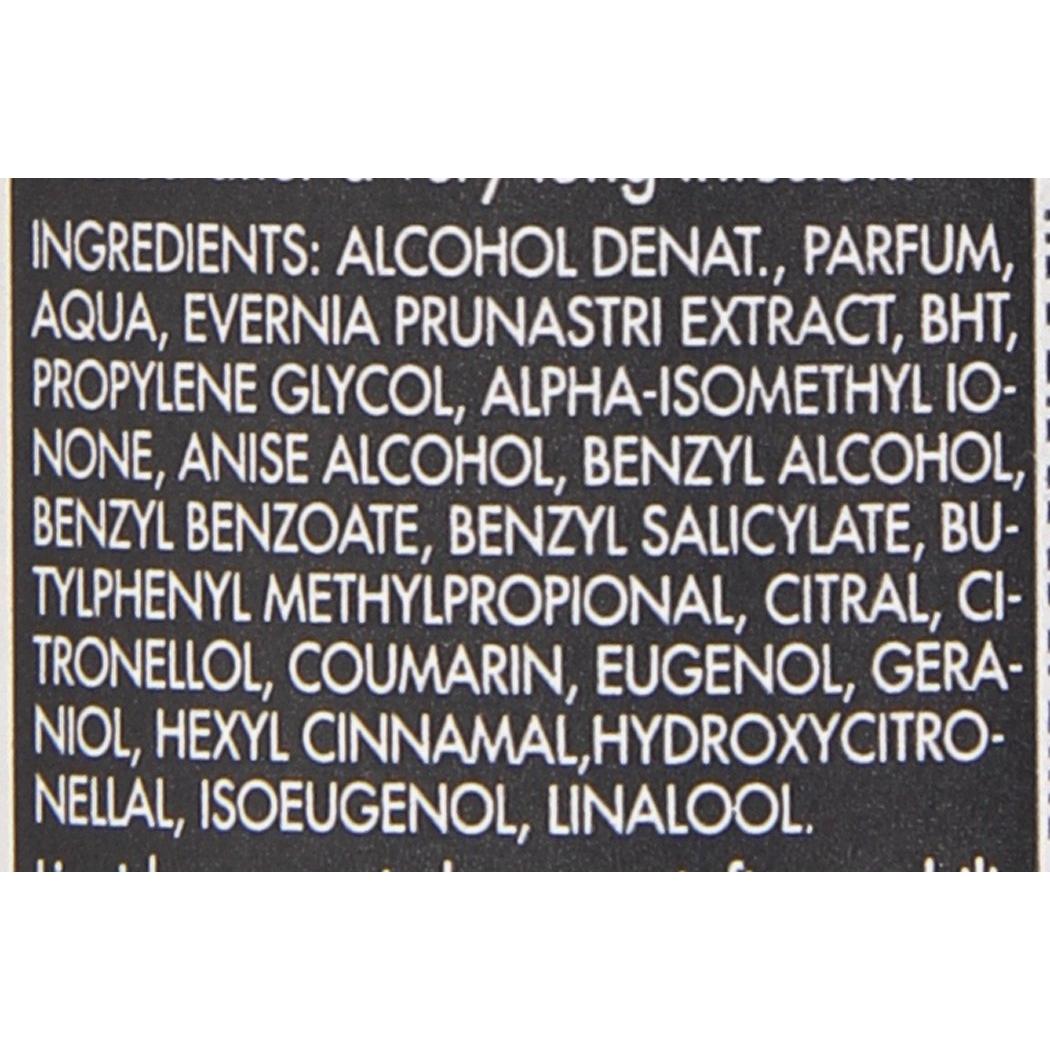 INGREDIENTS: ALCOHOL DENAT., PARFUM,
AQUA, EVERNIA PRUNASTRI EXTRACT, BHT,
PROPYLENE GLYCOL, ALPHA-ISOMETHYL IO-
NONE, ANISE ALCOHOL, BENZYL ALCOHOL,
BENZYL BENZOATE, BENZYL SALICYLATE, BU-
TYLPHENYL METHYLPROPIONAL, CITRAL, CI-
TRONELLOL, COUMARIN, EUGENOL, GERA-
NIOL, HEXYL CINNAMAL,HYDROXYCITRO-
NELLAL, ISOEUGENOL, LINALOOL.